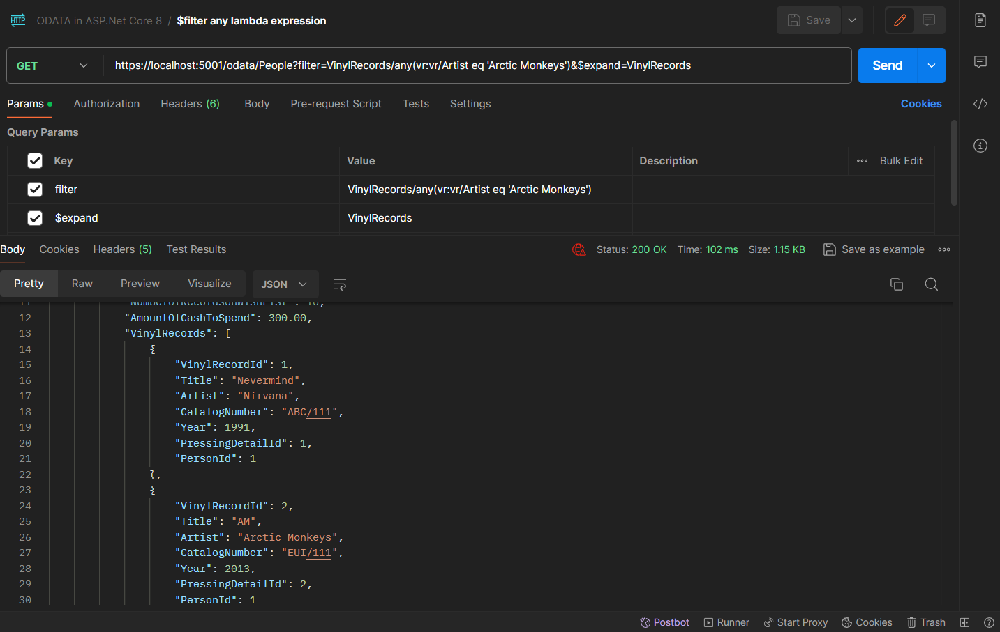 HTTP ODATA in ASP.Net Core 8 / $filter any lambda expression Save
GET https://localhost:5001/odata/People?filter=VinylRecords/any(vr:vr/Artist eq 'Arctic Monkeys')&$expand=VinylRecords Send
Params Authorization Headers (6) Body Pre-request Script Tests Settings Cookies
Query Params
Key Value Description Bulk Edit
filter VinylRecords/any(vr:vr/Artist eq 'Arctic Monkeys')
$expand VinylRecords
Body Cookies Headers (5) Test Results Status: 200 OK Time: 102 ms Size: 1.15 KB Save as example
Pretty Raw Preview Visualize JSON
11 "NumberOfRecordsOnWishList": 10,
12 "AmountOfCashToSpend": 300.00,
13 "VinylRecords": [
14 {
15 "VinylRecordId": 1,
16 "Title": "Nevermind",
17 "Artist": "Nirvana",
18 "CatalogNumber": "ABC/111",
19 "Year": 1991,
20 "PressingDetailId": 1,
21 "PersonId": 1
22 },
23 {
24 "VinylRecordId": 2,
25 "Title": "AM",
26 "Artist": "Arctic Monkeys",
27 "CatalogNumber": "EUI/111",
28 "Year": 2013,
29 "PressingDetailId": 2,
30 "PersonId": 1
Postbot Runner Start Proxy Cookies Trash